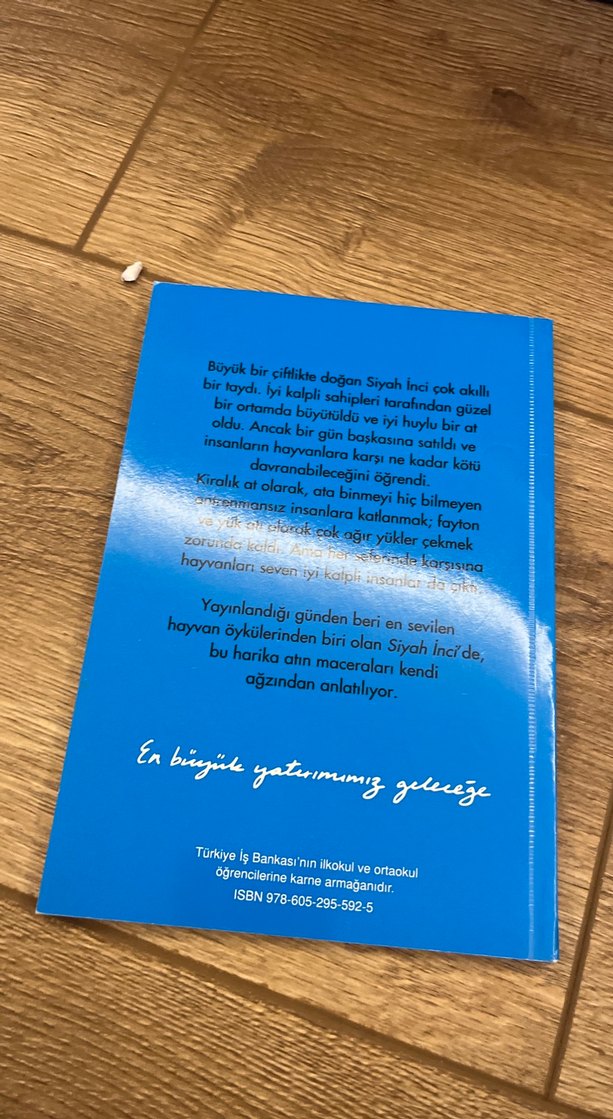 Büyük bir çiftlikte doğan Siyah İnci çok akıllı
bir taydı. İyi kalpli sahipleri tarafından güzel
bir ortamda büyütüldü ve iyi huylu bir at
oldu. Ancak bir gün başkasına satıldı ve
insanların hayvanlara karşı ne kadar kötü
davranabileceğini öğrendi.
Kiralık at olarak, ata binmeyi hiç bilmeyen
antrenmansız insanlara katlanmak; fayton
ve yük atı olarak çok ağır yükler çekmek
zorunda kaldı. Ama her seferinde karşısına
hayvanları seven iyi kalpli insanlar da çıktı.
Yayınlandığı günden beri en sevilen
hayvan öykülerinden biri olan Siyah İnci'de,
bu harika atın maceraları kendi
ağzından anlatılıyor.
En büyük yatırımımız geleceğe
Türkiye İş Bankası'nın ilkokul ve ortaokul
öğrencilerine karne armağanıdır.
ISBN 978-605-295-592-5